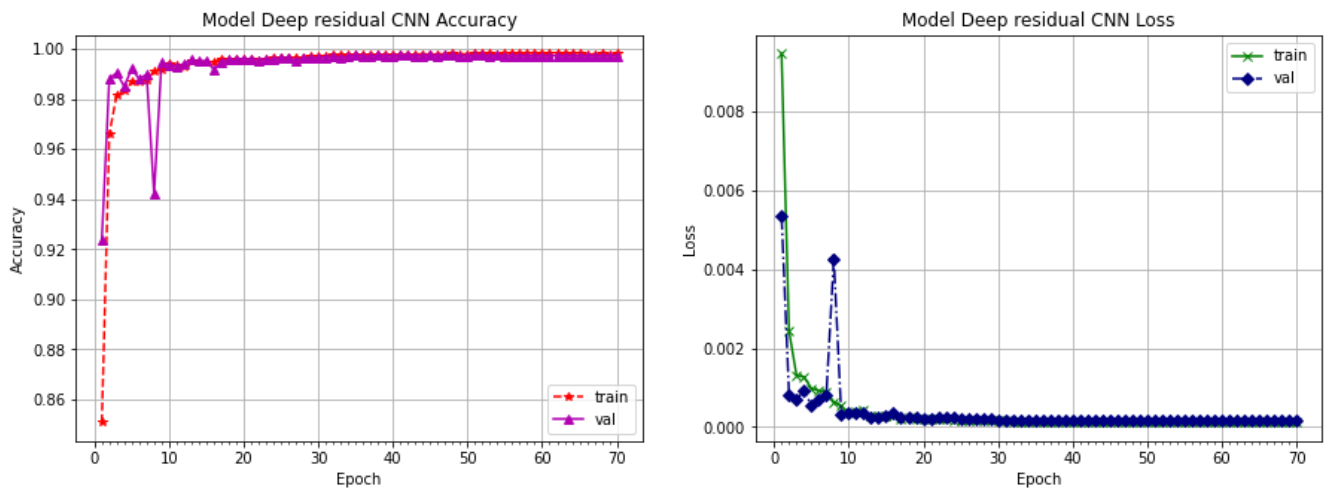 Model Deep residual CNN Accuracy
1.00
0.98
0.96
0.94
0.92
0.90
0.88
0.86
Accuracy
train
val
0 10 20 30 40 50 60 70
Epoch
Model Deep residual CNN Loss
train
val
0.008
0.006
0.004
0.002
0.000
Loss
0 10 20 30 40 50 60 70
Epoch